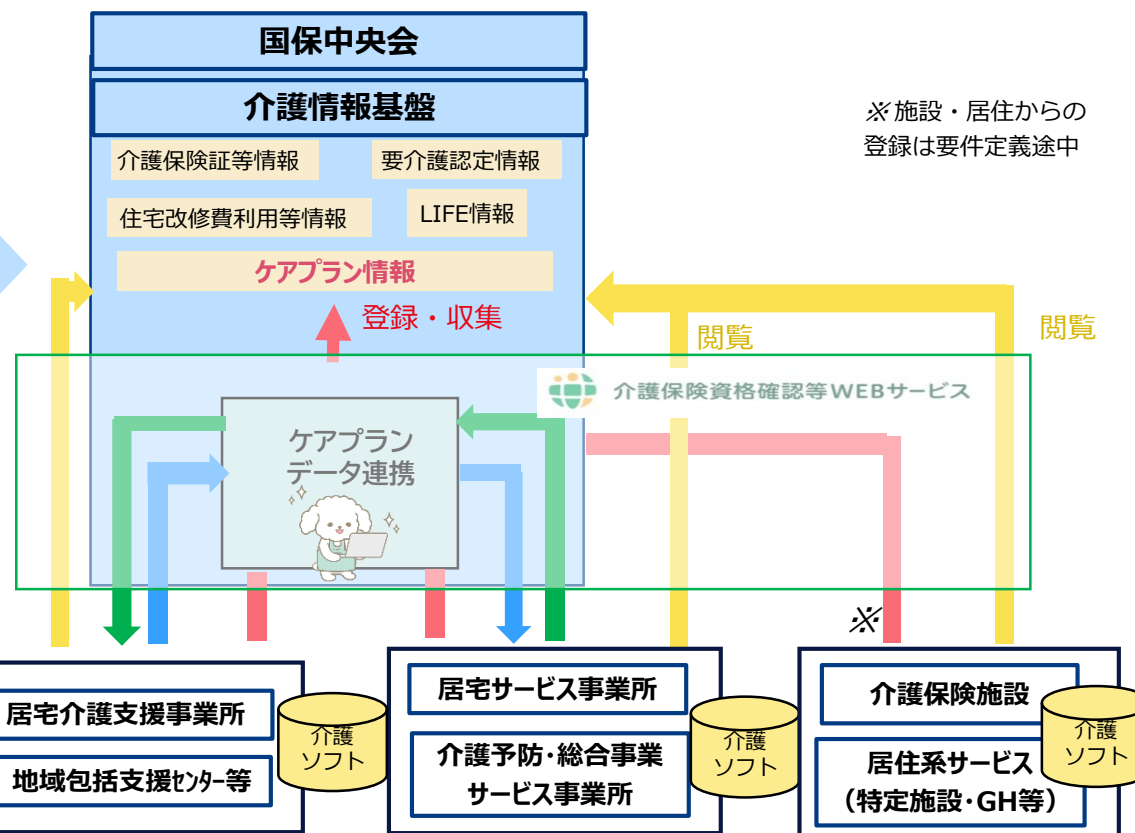 国保中央会
介護情報基盤
※ 施設・居住からの
登録は要件定義途中
介護保険証等情報
要介護認定情報
住宅改修費利用等情報
LIFE情報
ケアプラン情報
登録・収集
閲覧
閲覧
介護保険資格確認等WEBサービス
ケアプラン
データ連携
※
居宅介護支援事業所
地域包括支援ｾﾝﾀｰ等
介護
ソフト
居宅サービス事業所
介護予防･総合事業
サービス事業所
介護
ソフト
介護保険施設
居住系サービス
（特定施設･GH等）
介護
ソフト